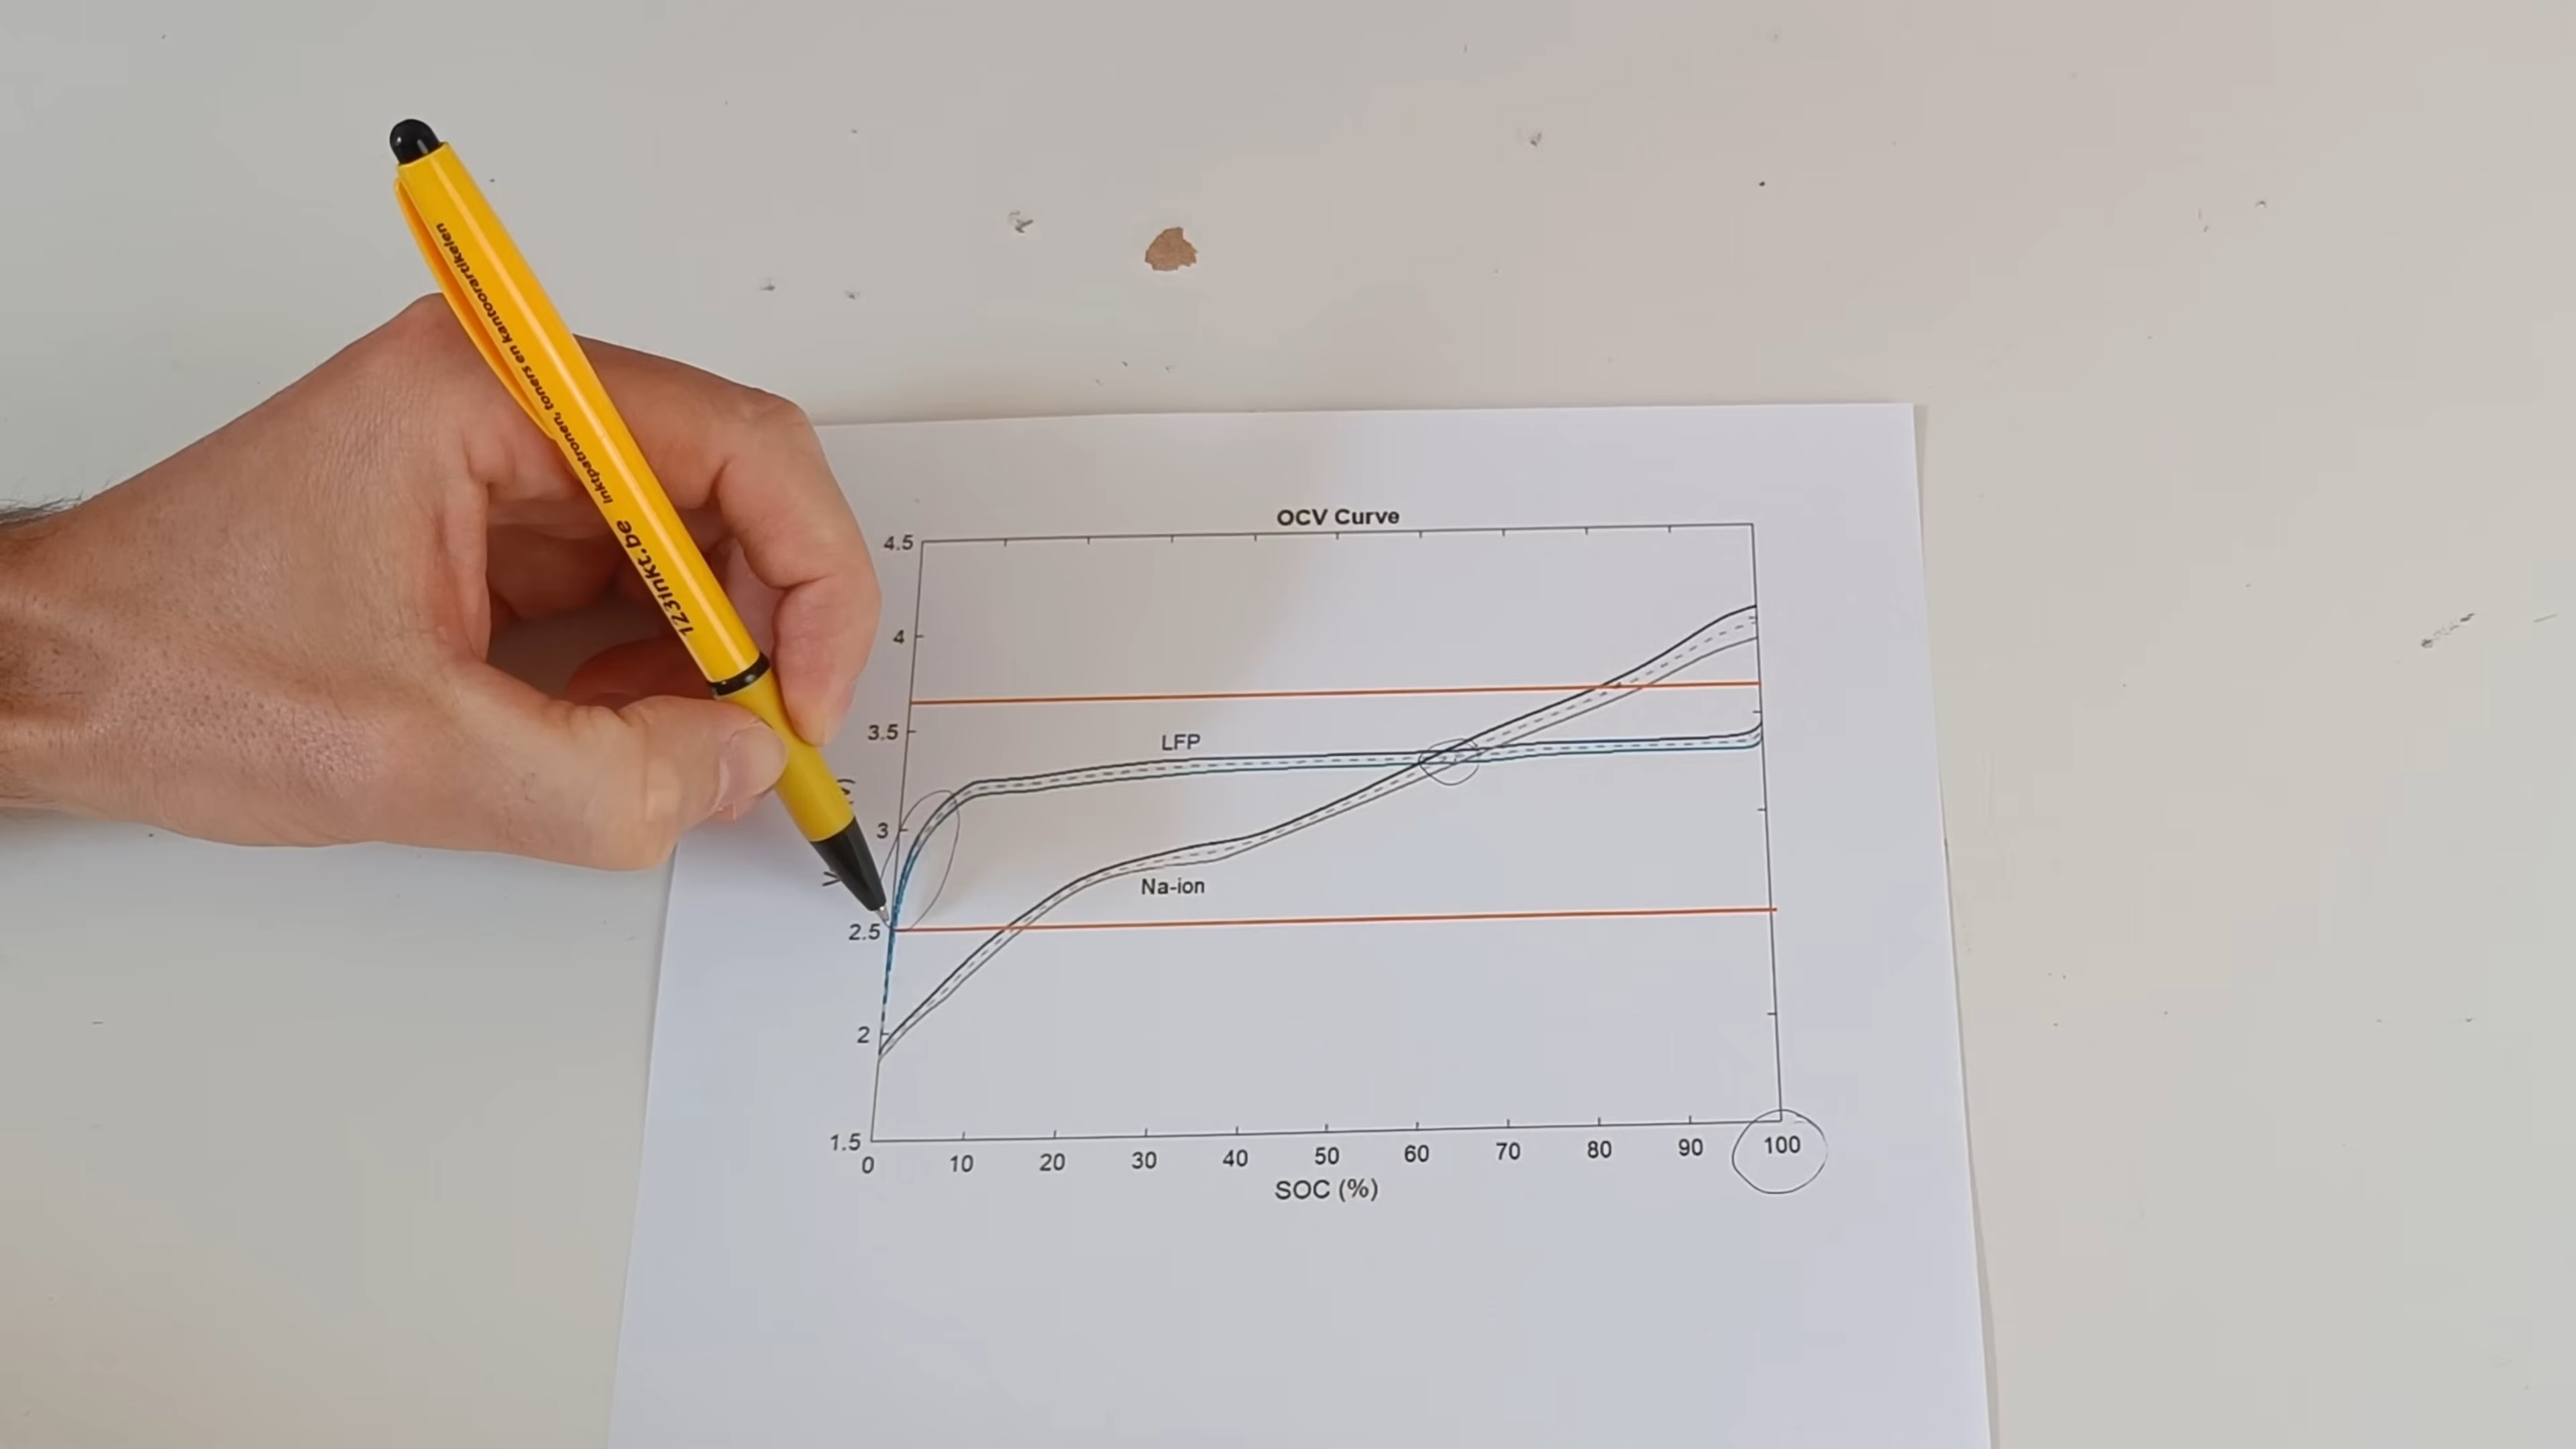 inktpatronen, toners en kantoorartikelen
123inkt.be
OCV Curve
4.5
4
3.5
3
2.5
2
1.5
LFP
Na-ion
0 10 20 30 40 50 60 70 80 90 100
SOC (%)